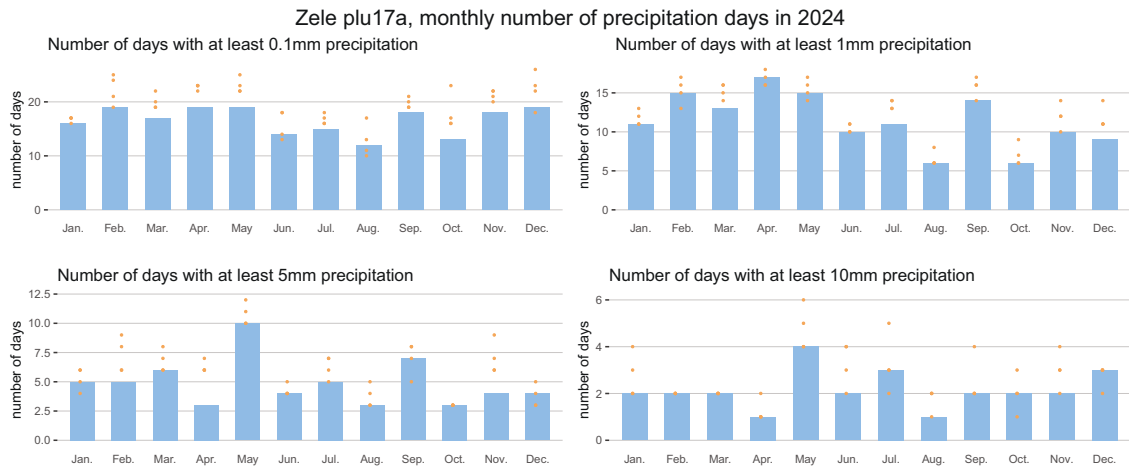 Zele plu17a, monthly number of precipitation days in 2024
Number of days with at least 0.1mm precipitation
number of days
20
10
0
Jan. Feb. Mar. Apr. May Jun. Jul. Aug. Sep. Oct. Nov. Dec.
Number of days with at least 1mm precipitation
number of days
15
10
5
0
Jan. Feb. Mar. Apr. May Jun. Jul. Aug. Sep. Oct. Nov. Dec.
Number of days with at least 5mm precipitation
number of days
12.5
10.0
7.5
5.0
2.5
0.0
Jan. Feb. Mar. Apr. May Jun. Jul. Aug. Sep. Oct. Nov. Dec.
Number of days with at least 10mm precipitation
number of days
6
4
2
0
Jan. Feb. Mar. Apr. May Jun. Jul. Aug. Sep. Oct. Nov. Dec.